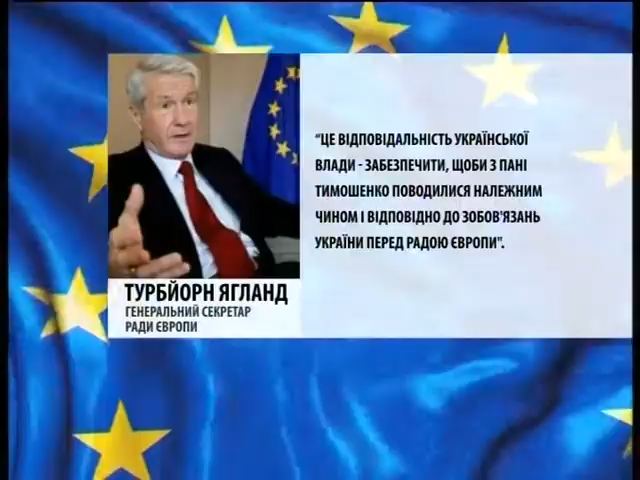 “ЦЕ ВІДПОВІДАЛЬНІСТЬ УКРАЇНСЬКОЇ
ВЛАДИ - ЗАБЕЗПЕЧИТИ, ЩОБИ З ПАНІ
ТИМОШЕНКО ПОВОДИЛИСЯ НАЛЕЖНИМ
ЧИНОМ І ВІДПОВІДНО ДО ЗОБОВ'ЯЗАНЬ
УКРАЇНИ ПЕРЕД РАДОЮ ЄВРОПИ".
ТУРБЙОРН ЯГЛАНД
ГЕНЕРАЛЬНИЙ СЕКРЕТАР
РАДИ ЄВРОПИ